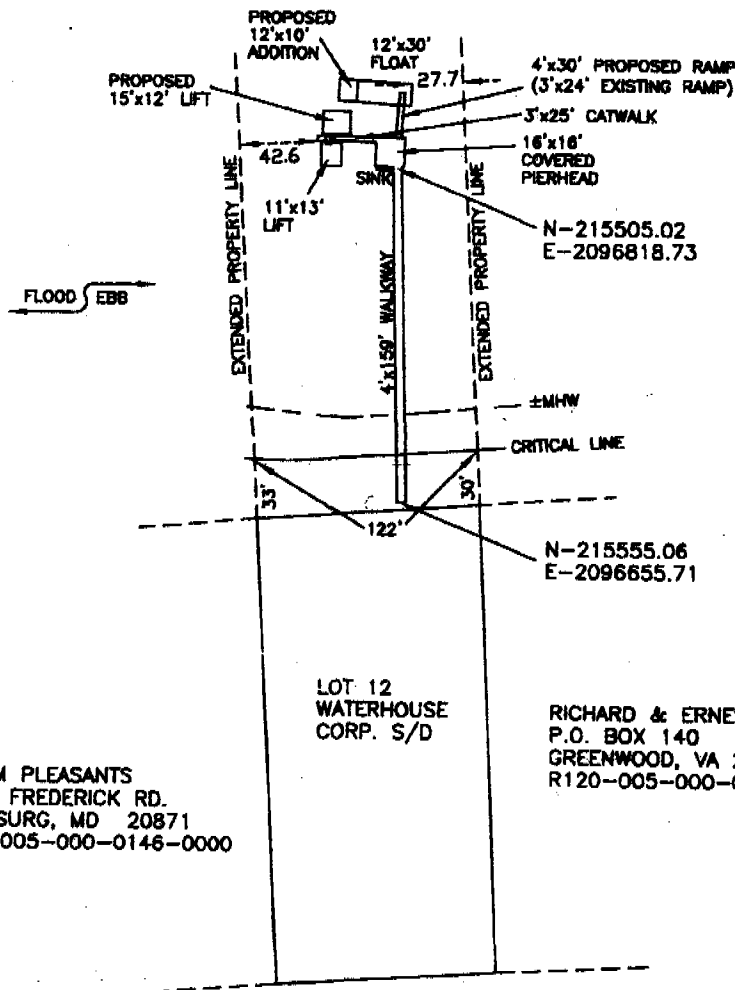 PROPOSED
12'x10'
ADDITION
12'x30'
FLOAT
27.7
4'x30' PROPOSED RAMP
(3'x24' EXISTING RAMP)
PROPOSED
15'x12' LIFT
3'x25' CATWALK
42.6
16'x16'
COVERED
PIERHEAD
SINK
11'x13'
LIFT
N-215505.02
E-2096818.73
EXTENDED PROPERTY LINE
EXTENDED PROPERTY LINE
FLOOD EBB
4'x159' WALKWAY
±MHW
CRITICAL LINE
33'
30'
122'
N-215555.06
E-2096655.71
LOT 12
WATERHOUSE
CORP. S/D
RICHARD & ERNE
P.O. BOX 140
GREENWOOD, VA
R120-005-000-
M PLEASANTS
FREDERICK RD.
SURG, MD 20871
005-000-0146-0000